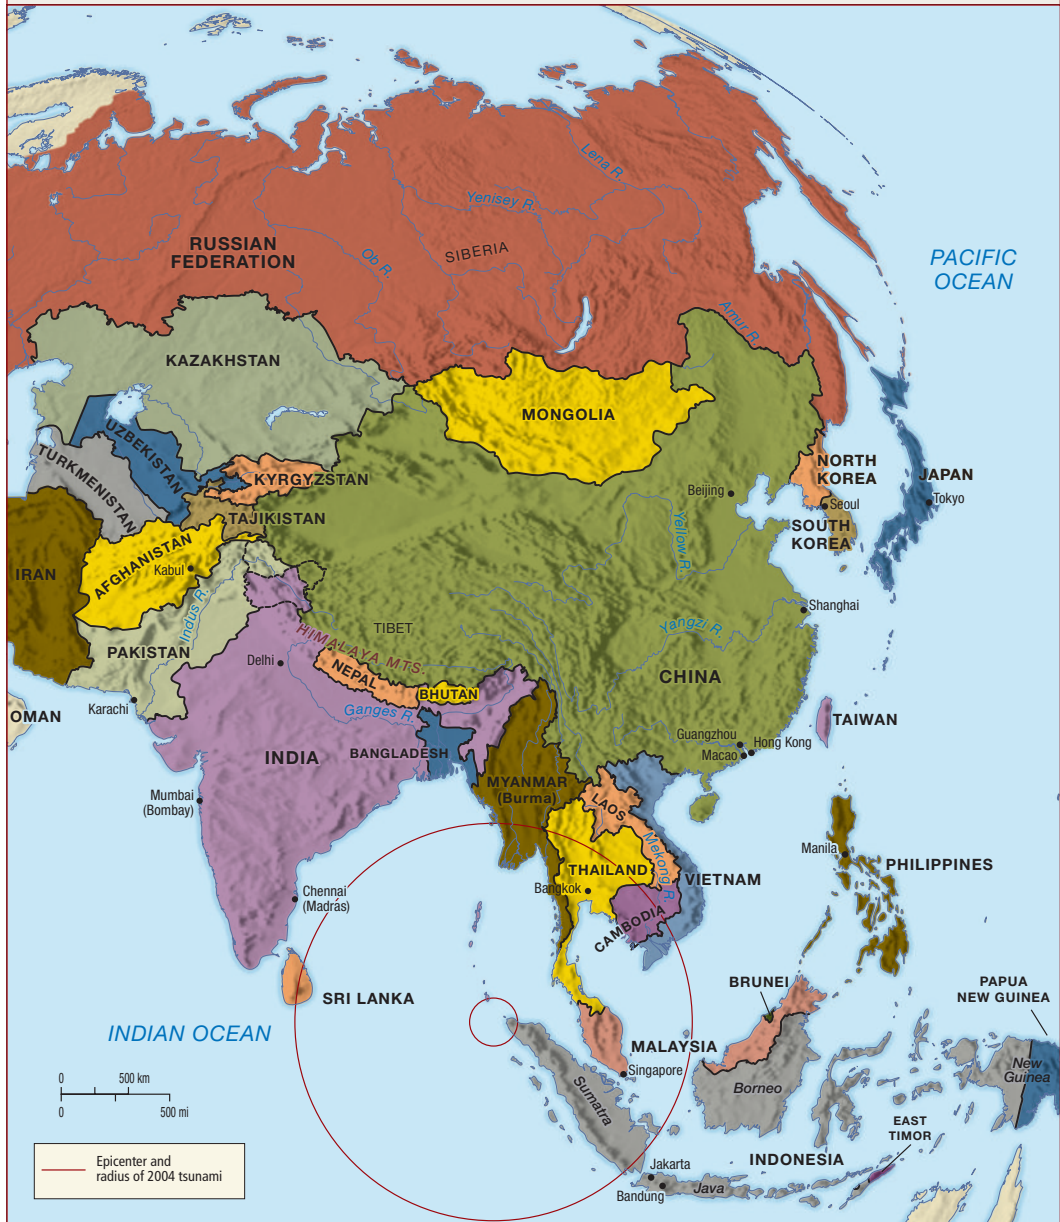 Lena R.
Yenisey R.
Ob R.
SIBERIA
RUSSIAN
FEDERATION
PACIFIC
OCEAN
Amur R.
KAZAKHSTAN
MONGOLIA
UZBEKISTAN
TURKMENISTAN
KYRGYZSTAN
TAJIKISTAN
NORTH
KOREA
JAPAN
Tokyo
Beijing
Seoul
SOUTH
KOREA
Yellow R.
AFGHANISTAN
Kabul
IRAN
Indus R.
Shanghai
TIBET
Yangzi R.
HIMALAYA MTS.
PAKISTAN
Delhi
NEPAL
BHUTAN
CHINA
Karachi
OMAN
Ganges R.
TAIWAN
Guangzhou
Hong Kong
Macao
INDIA
BANGLADESH
MYANMAR
(Burma)
LAOS
Mumbai
(Bombay)
Mekong R.
Manila
PHILIPPINES
THAILAND
VIETNAM
Bangkok
Chennai
(Madras)
CAMBODIA
BRUNEI
PAPUA
NEW GUINEA
SRI LANKA
INDIAN OCEAN
MALAYSIA
Singapore
New
Guinea
Borneo
Sumatra
0 500 km
0 500 mi
EAST
TIMOR
INDONESIA
Jakarta
Bandung
Java
Epicenter and
radius of 2004 tsunami